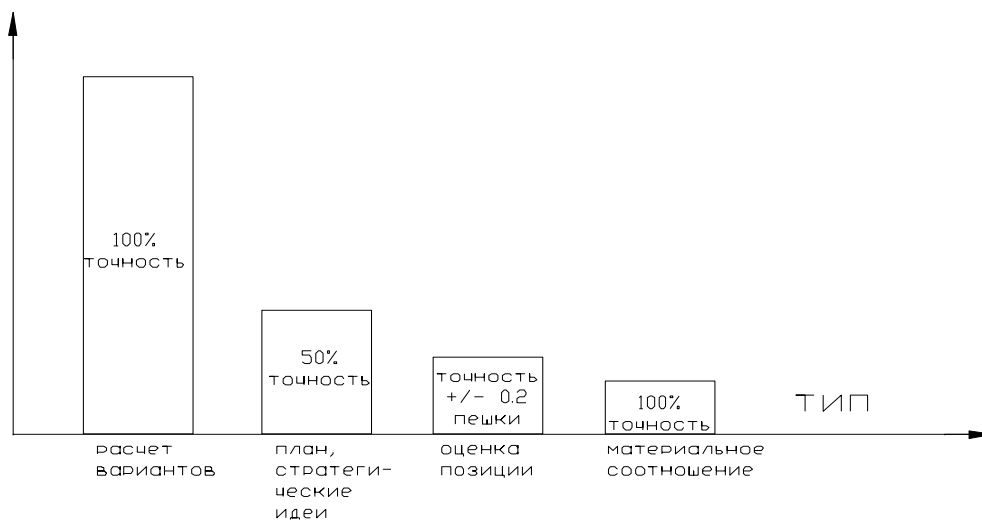 100%
точность
50%
точность
точность
+/- 0.2
пешки
100%
точность
ТИП
расчет
вариантов
план,
стратеги-
ческие
идеи
оценка
позиции
материальное
соотношение